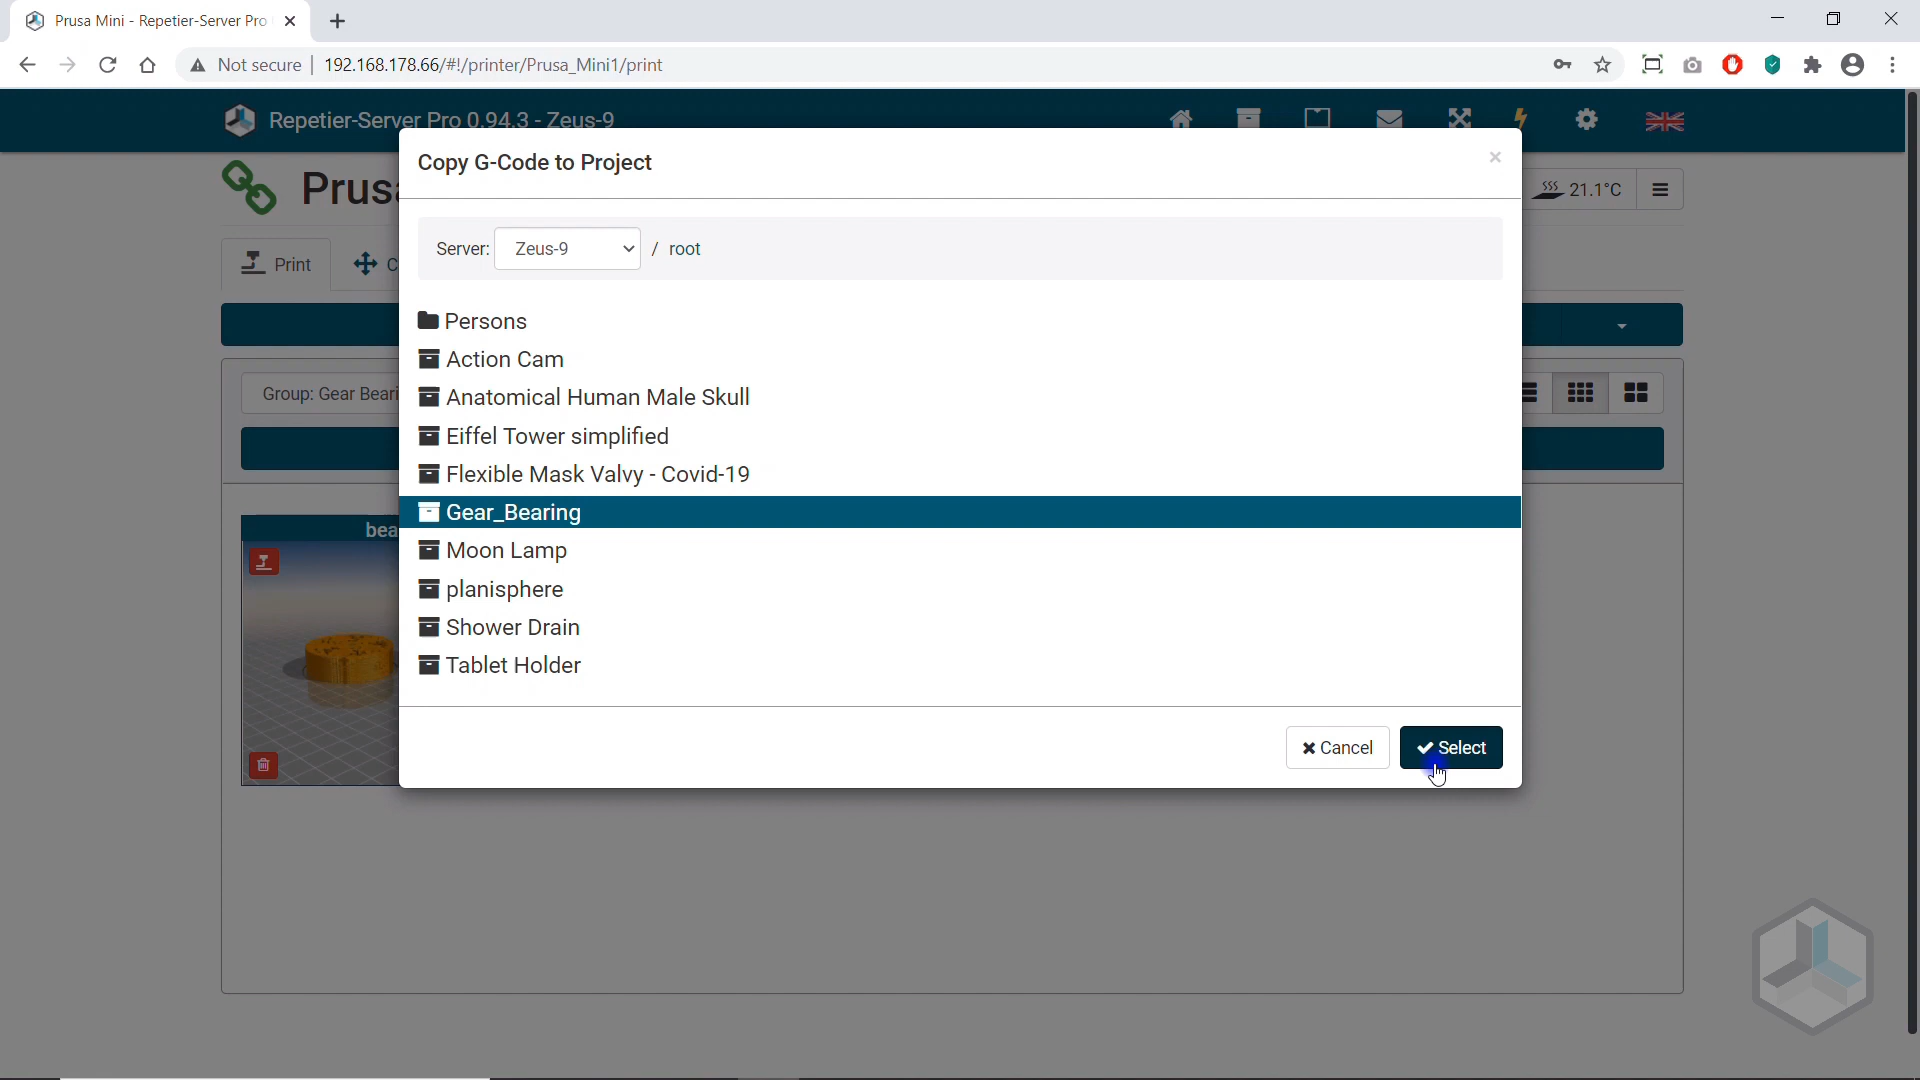 Prusa Mini - Repetier-Server Pro
Not secure 192.168.178.66/#!/printer/Prusa_Mini1/print
Repetier-Server Pro 0.94.3 - Zeus-9
Copy G-Code to Project
×
Prusa
21.1°C
Server: Zeus-9 / root
Print
C
Persons
Action Cam
Group: Gear Beari
Anatomical Human Male Skull
Eiffel Tower simplified
Flexible Mask Valvy - Covid-19
Gear_Bearing
bea
Moon Lamp
planisphere
Shower Drain
Tablet Holder
Cancel
Select